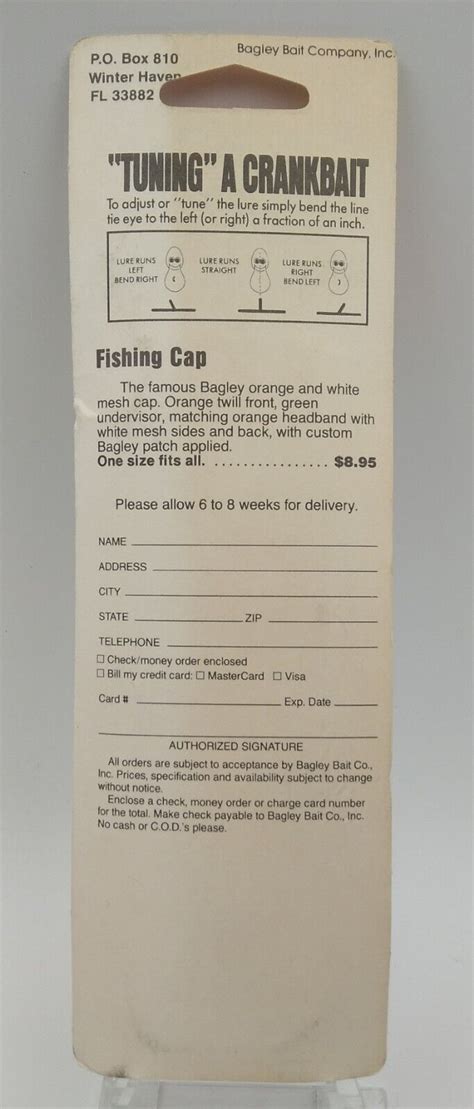 Bagley Bait Company, Inc.
P.O. Box 810
Winter Haven
FL 33882
"TUNING" A CRANKBAIT
To adjust or "tune" the lure simply bend the line
tie eye to the left (or right) a fraction of an inch.
LURE RUNS
LEFT
BEND RIGHT
LURE RUNS
STRAIGHT
LURE RUNS
RIGHT
BEND LEFT
Fishing Cap
The famous Bagley orange and white
mesh cap. Orange twill front, green
undervisor, matching orange headband with
white mesh sides and back, with custom
Bagley patch applied.
One size fits all. ................ $8.95
Please allow 6 to 8 weeks for delivery.
NAME
ADDRESS
CITY
STATE ZIP
TELEPHONE
☐ Check/money order enclosed
☐ Bill my credit card: ☐ MasterCard ☐ Visa
Card # Exp. Date
AUTHORIZED SIGNATURE
All orders are subject to acceptance by Bagley Bait Co.,
Inc. Prices, specification and availability subject to change
without notice.
Enclose a check, money order or charge card number
for the total. Make check payable to Bagley Bait Co., Inc.
No cash or C.O.D.'s please.